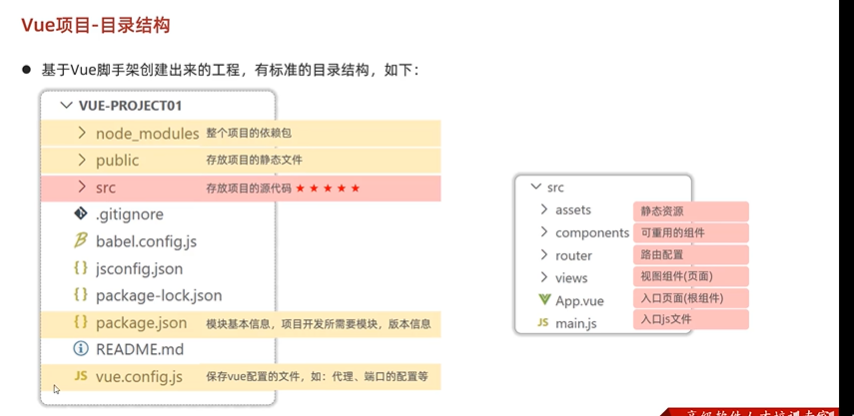 Vue项目-目录结构
基于Vue脚手架创建出来的工程，有标准的目录结构，如下：
VUE-PROJECT01
node_modules 整个项目的依赖包
public 存放项目的静态文件
src 存放项目的源代码 ★★★★★
.gitignore
babel.config.js
jsconfig.json
package-lock.json
package.json 模块基本信息，项目开发所需要模块，版本信息
README.md
JS vue.config.js 保存vue配置的文件，如：代理、端口的配置等
src
assets 静态资源
components 可重用的组件
router 路由配置
views 视图组件(页面)
App.vue 入口页面(根组件)
JS main.js 入口js文件